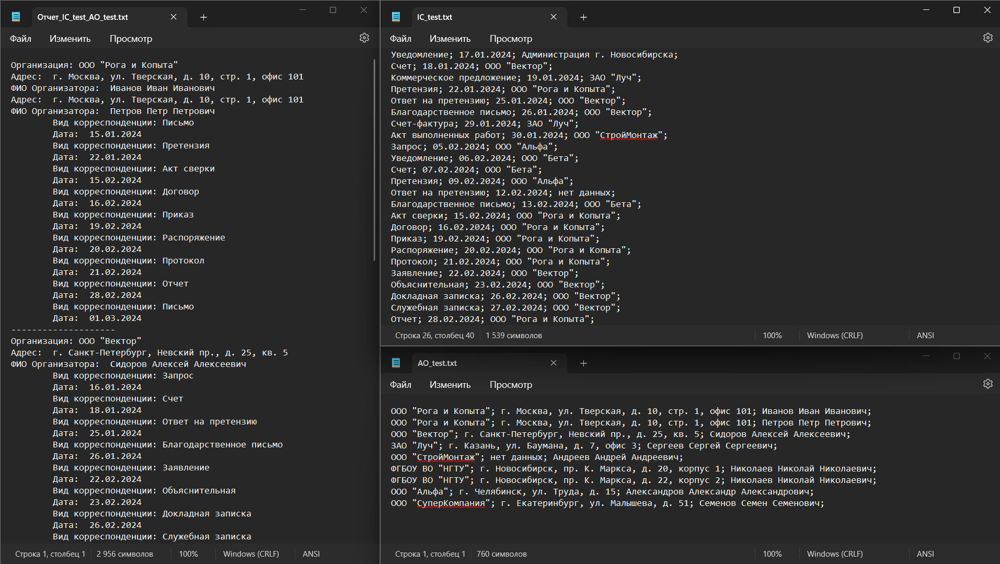 Отчет_IC_test_AO_test.txt
Файл Изменить Просмотр
Организация: ООО "Рога и Копыта"
Адрес:  г. Москва, ул. Тверская, д. 10, стр. 1, офис 101
ФИО Организатора:  Иванов Иван Иванович
Адрес:  г. Москва, ул. Тверская, д. 10, стр. 1, офис 101
ФИО Организатора:  Петров Петр Петрович
Вид корреспонденции: Письмо
Дата:  15.01.2024
Вид корреспонденции: Претензия
Дата:  22.01.2024
Вид корреспонденции: Акт сверки
Дата:  15.02.2024
Вид корреспонденции: Договор
Дата:  16.02.2024
Вид корреспонденции: Приказ
Дата:  19.02.2024
Вид корреспонденции: Распоряжение
Дата:  20.02.2024
Вид корреспонденции: Протокол
Дата:  21.02.2024
Вид корреспонденции: Отчет
Дата:  28.02.2024
Вид корреспонденции: Письмо
Дата:  01.03.2024
--------------------
Организация: ООО "Вектор"
Адрес:  г. Санкт-Петербург, Невский пр., д. 25, кв. 5
ФИО Организатора:  Сидоров Алексей Алексеевич
Вид корреспонденции: Запрос
Дата:  16.01.2024
Вид корреспонденции: Счет
Дата:  18.01.2024
Вид корреспонденции: Ответ на претензию
Дата:  25.01.2024
Вид корреспонденции: Благодарственное письмо
Дата:  26.01.2024
Вид корреспонденции: Заявление
Дата:  22.02.2024
Вид корреспонденции: Объяснительная
Дата:  23.02.2024
Вид корреспонденции: Докладная записка
Дата:  26.02.2024
Вид корреспонденции: Служебная записка
Строка 1, столбец 1 2 956 символов 100% Windows (CRLF) ANSI
IC_test.txt
Файл Изменить Просмотр
Уведомление; 17.01.2024; Администрация г. Новосибирска;
Счет; 18.01.2024; ООО "Вектор";
Коммерческое предложение; 19.01.2024; ЗАО "Луч";
Претензия; 22.01.2024; ООО "Рога и Копыта";
Ответ на претензию; 25.01.2024; ООО "Вектор";
Благодарственное письмо; 26.01.2024; ООО "Вектор";
Счет-фактура; 29.01.2024; ЗАО "Луч";
Акт выполненных работ; 30.01.2024; ООО "СтройМонтаж";
Запрос; 05.02.2024; ООО "Альфа";
Уведомление; 06.02.2024; ООО "Бета";
Счет; 07.02.2024; ООО "Бета";
Претензия; 09.02.2024; ООО "Альфа";
Ответ на претензию; 12.02.2024; нет данных;
Благодарственное письмо; 13.02.2024; ООО "Бета";
Акт сверки; 15.02.2024; ООО "Рога и Копыта";
Договор; 16.02.2024; ООО "Рога и Копыта";
Приказ; 19.02.2024; ООО "Рога и Копыта";
Распоряжение; 20.02.2024; ООО "Рога и Копыта";
Протокол; 21.02.2024; ООО "Рога и Копыта";
Заявление; 22.02.2024; ООО "Вектор";
Объяснительная; 23.02.2024; ООО "Вектор";
Докладная записка; 26.02.2024; ООО "Вектор";
Служебная записка; 27.02.2024; ООО "Вектор";
Отчет; 28.02.2024; ООО "Рога и Копыта";
Строка 26, столбец 40 1 539 символов 100% Windows (CRLF) ANSI
AO_test.txt
Файл Изменить Просмотр
ООО "Рога и Копыта"; г. Москва, ул. Тверская, д. 10, стр. 1, офис 101; Иванов Иван Иванович;
ООО "Рога и Копыта"; г. Москва, ул. Тверская, д. 10, стр. 1, офис 101; Петров Петр Петрович;
ООО "Вектор"; г. Санкт-Петербург, Невский пр., д. 25, кв. 5; Сидоров Алексей Алексеевич;
ЗАО "Луч"; г. Казань, ул. Баумана, д. 7, офис 3; Сергеев Сергей Сергеевич;
ООО "СтройМонтаж"; нет данных; Андреев Андрей Андреевич;
ФГБОУ ВО "НГТУ"; г. Новосибирск, пр. К. Маркса, д. 20, корпус 1; Николаев Николай Николаевич;
ФГБОУ ВО "НГТУ"; г. Новосибирск, пр. К. Маркса, д. 22, корпус 2; Николаев Николай Николаевич;
ООО "Альфа"; г. Челябинск, ул. Труда, д. 15; Александров Александр Александрович;
ООО "СуперКомпания"; г. Екатеринбург, ул. Малышева, д. 51; Семенов Семен Семенович;
Строка 1, столбец 1 760 символов 100% Windows (CRLF) ANSI